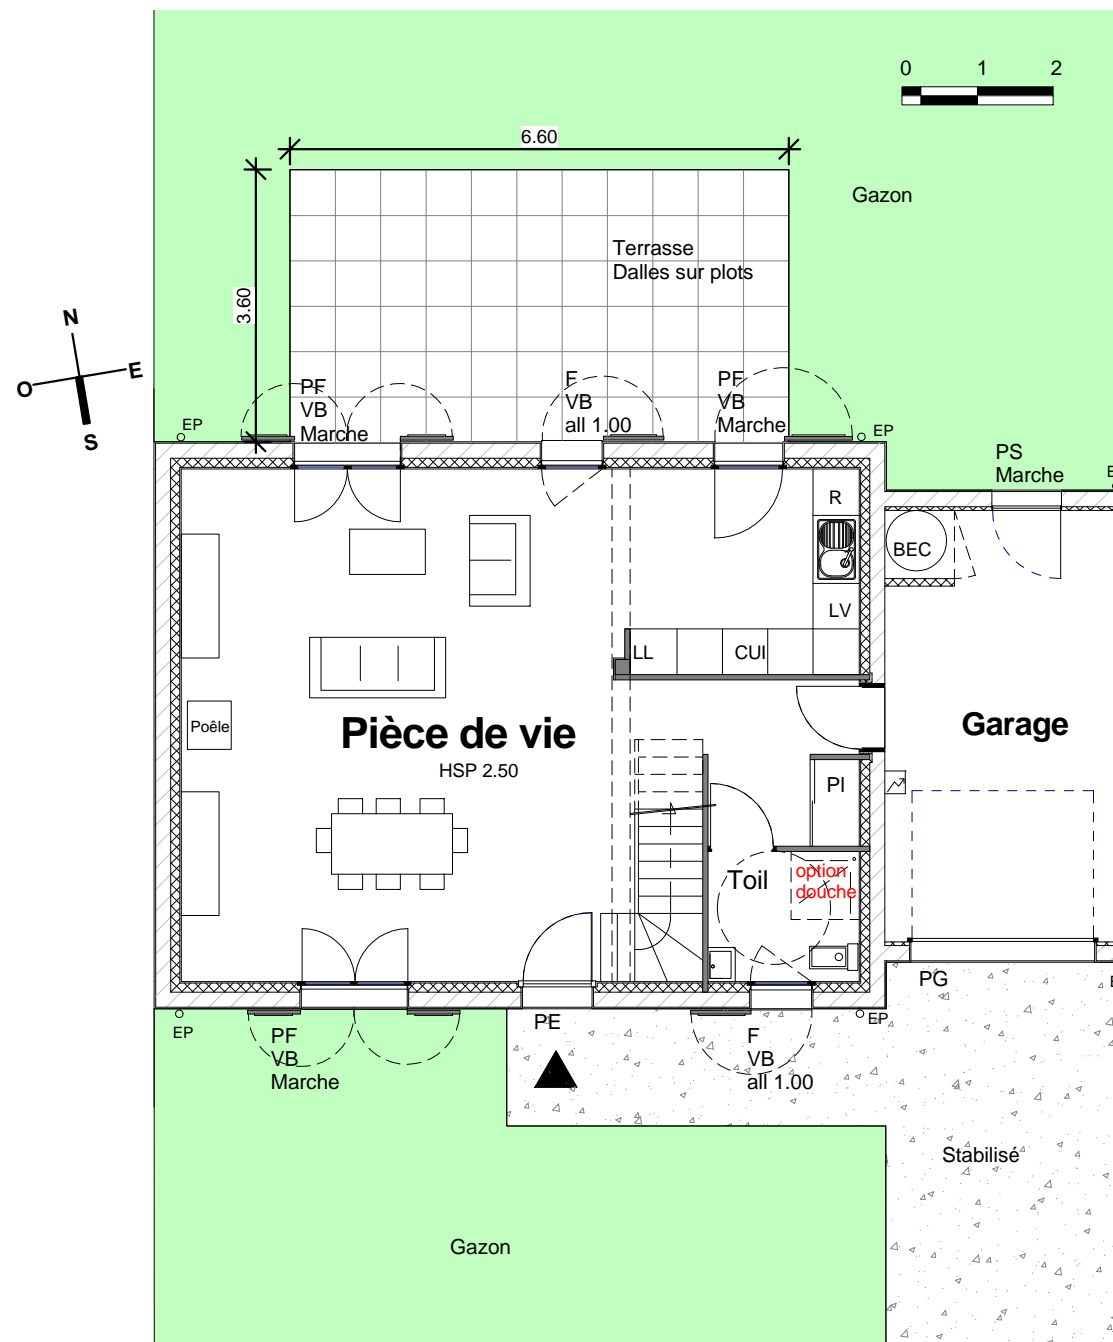 0 1 2
6.60
Gazon
Terrasse
Dalles sur plots
3.60
N
O
E
S
PF
VB
Marche
F
VB
all 1.00
PF
VB
Marche
EP
EP
PS
Marche
R
BEC
LV
LL
CUI
Poêle
Pièce de vie
HSP 2.50
Garage
PI
Toil
option
douche
PG
EP
PF
VB
Marche
PE
F
VB
all 1.00
EP
Stabilisé
Gazon